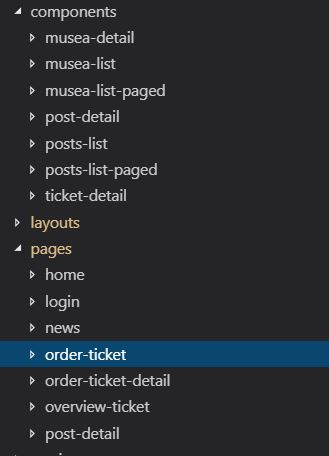 components
musea-detail
musea-list
musea-list-paged
post-detail
posts-list
posts-list-paged
ticket-detail
layouts
pages
home
login
news
order-ticket
order-ticket-detail
overview-ticket
post-detail